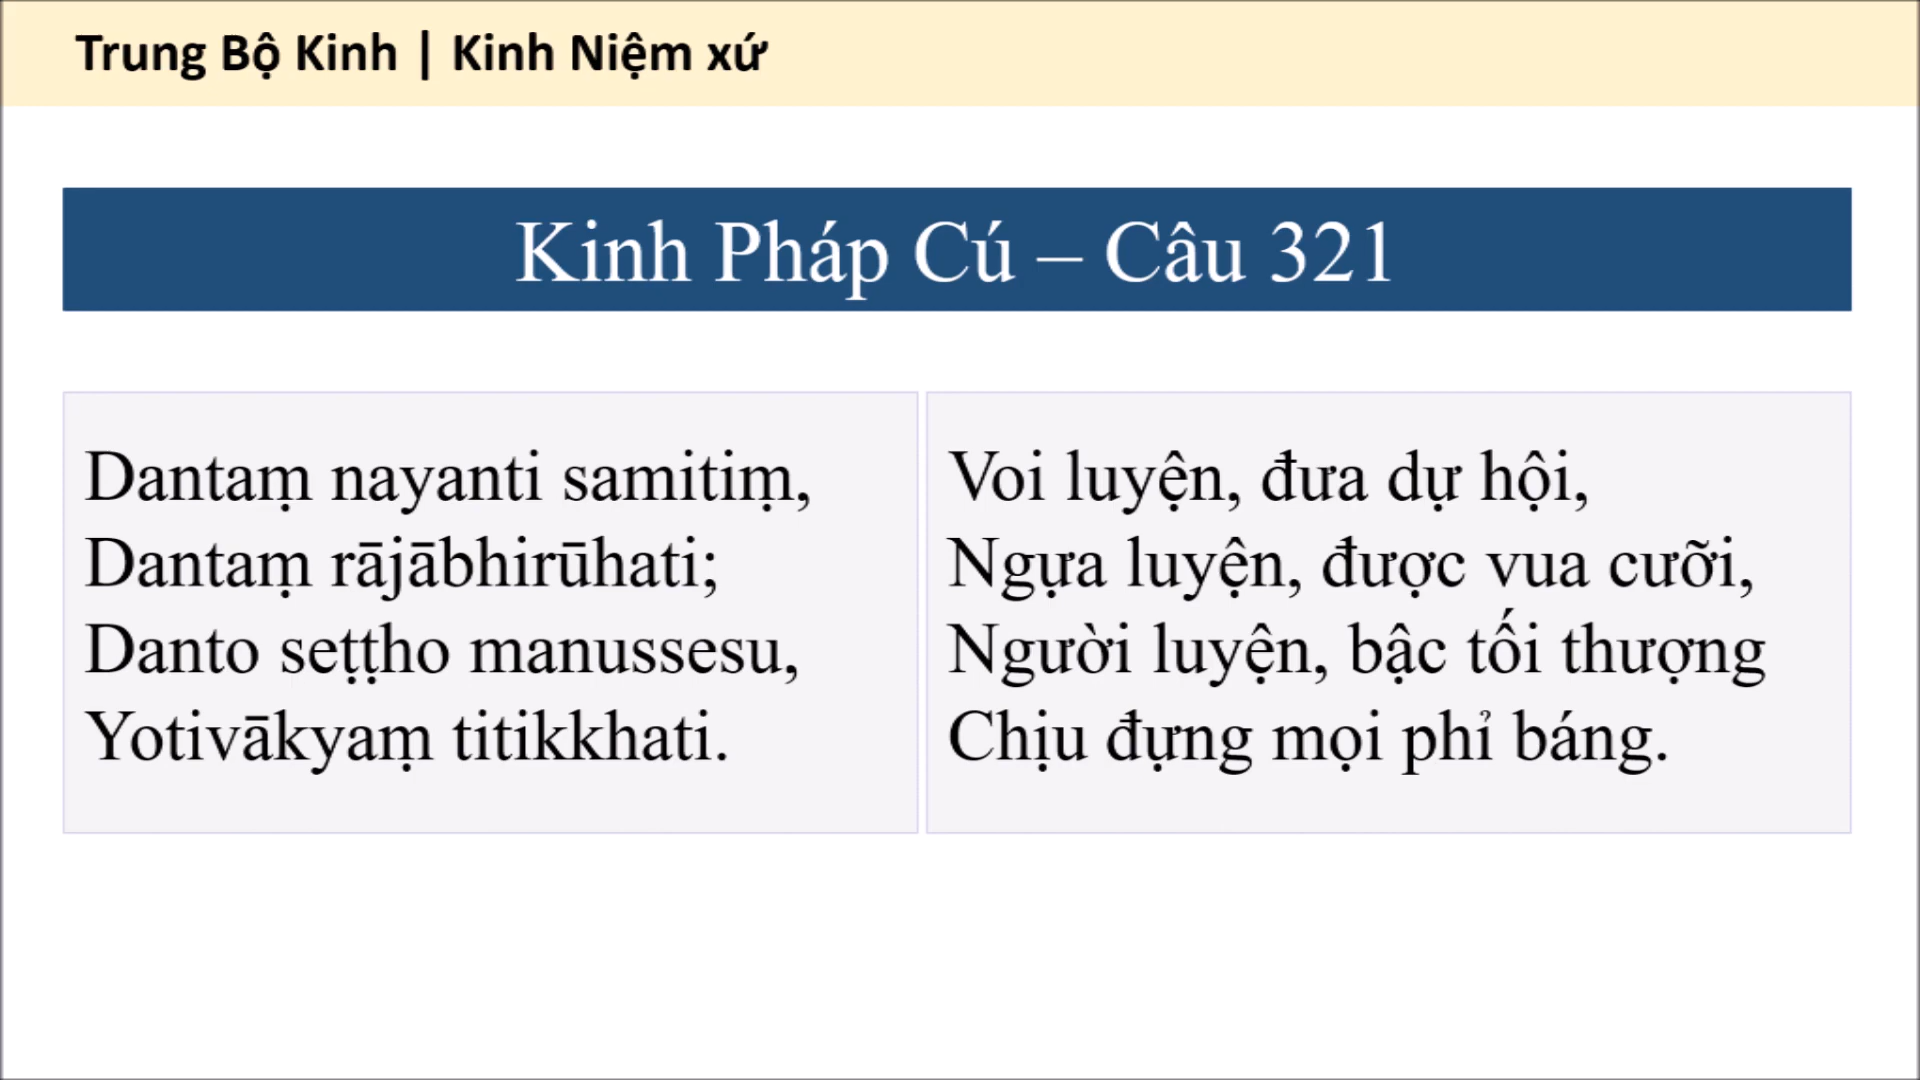 Trung Bộ Kinh | Kinh Niệm xứ
Kinh Pháp Cú – Câu 321
Dantaṃ nayanti samitiṃ,
Dantaṃ rājābhirūhati;
Danto seṭṭho manussesu,
Yotivākyaṃ titikkhati.
Voi luyện, đưa dự hội,
Ngựa luyện, được vua cưỡi,
Người luyện, bậc tối thượng
Chịu đựng mọi phỉ báng.